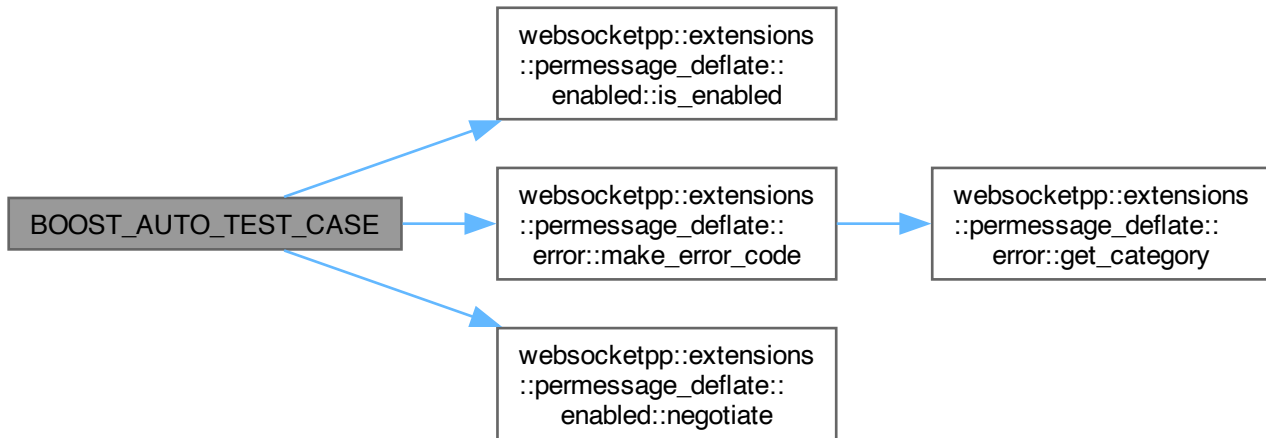 websocketpp::extensions
::permessage_deflate::
enabled::is_enabled
BOOST_AUTO_TEST_CASE
websocketpp::extensions
::permessage_deflate::
error::make_error_code
websocketpp::extensions
::permessage_deflate::
error::get_category
websocketpp::extensions
::permessage_deflate::
enabled::negotiate